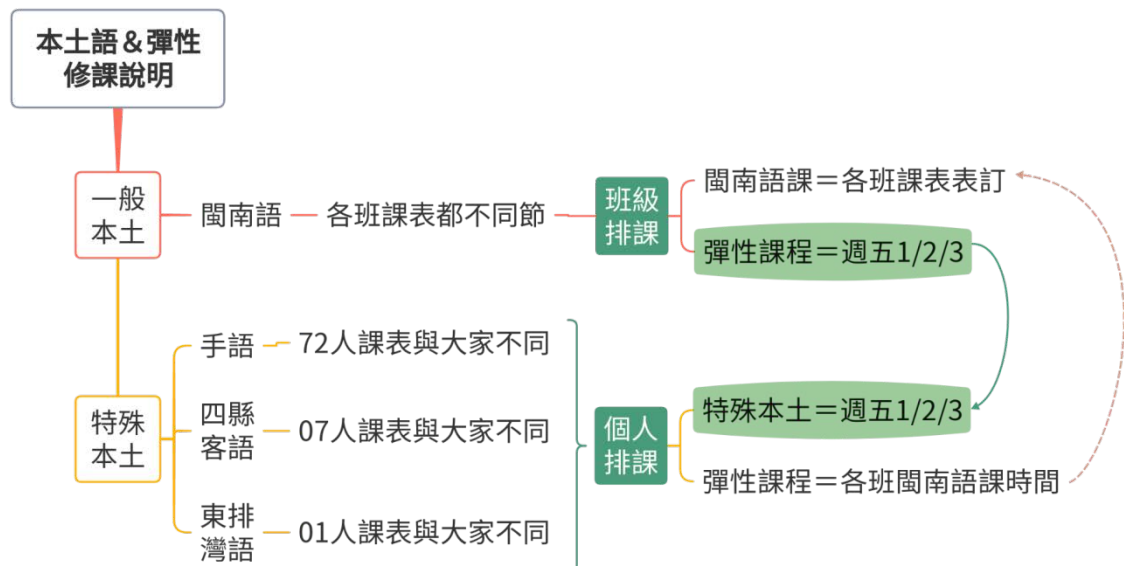 本土語＆彈性
修課說明
一般
本土
閩南語
各班課表都不同節
班級
排課
閩南語課＝各班課表表訂
彈性課程＝週五1/2/3
特殊
本土
手語
72人課表與大家不同
四縣
客語
07人課表與大家不同
東排
灣語
01人課表與大家不同
個人
排課
特殊本土＝週五1/2/3
彈性課程＝各班閩南語課時間